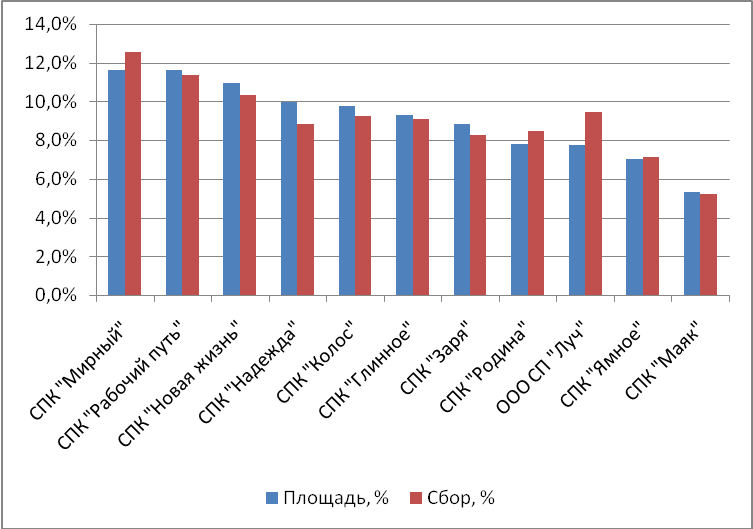 14,0%
12,0%
10,0%
8,0%
6,0%
4,0%
2,0%
0,0%
СПК "Мирный"
СПК "Рабочий путь"
СПК "Новая жизнь"
СПК "Надежда"
СПК "Колос"
СПК "Глинное"
СПК "Заря"
СПК "Родина"
ООО СП "Луч"
СПК "Ямное"
СПК "Маяк"
Площадь, % Сбор, %